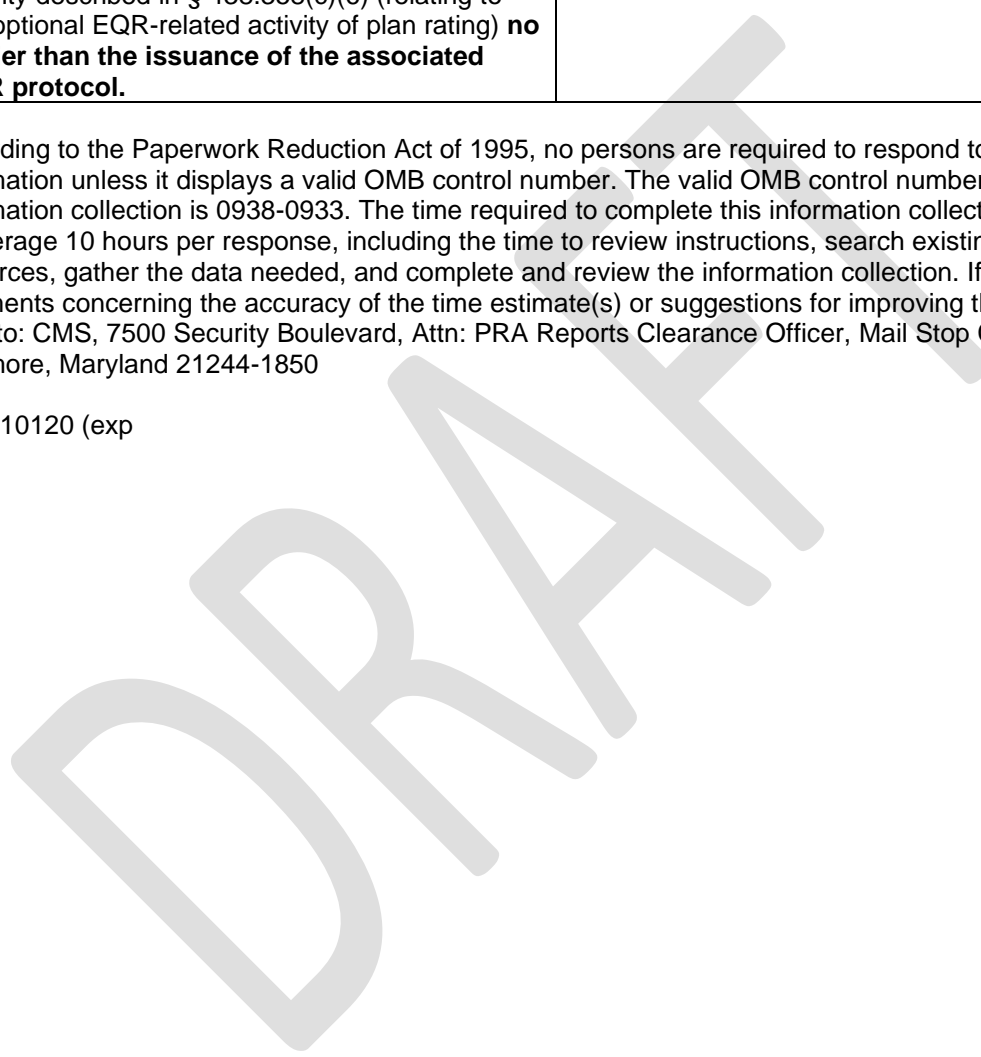 optional EQR-related activity of plan rating) no
er than the issuance of the associated
protocol.
ding to the Paperwork Reduction Act of 1995, no persons are required to respond to
mation unless it displays a valid OMB control number. The valid OMB control number
mation collection is 0938-0933. The time required to complete this information collect
erage 10 hours per response, including the time to review instructions, search existin
rces, gather the data needed, and complete and review the information collection. If
ments concerning the accuracy of the time estimate(s) or suggestions for improving th
to: CMS, 7500 Security Boulevard, Attn: PRA Reports Clearance Officer, Mail Stop
more, Maryland 21244-1850
10120 (exp
DRAFT